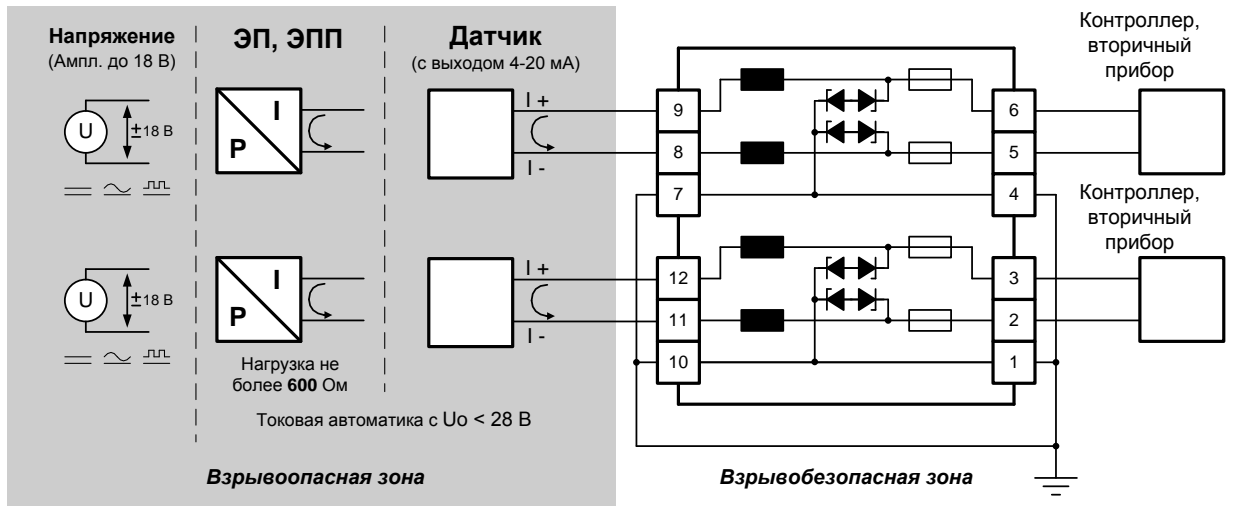 Напряжение
(Ампл. до 18 В)
ЭП, ЭПП
Датчик
(с выходом 4-20 мА)
Контроллер,
вторичный
прибор
U
±18 В
I
P
I +
I -
9
8
7
6
5
4
Контроллер,
вторичный
прибор
U
±18 В
I
P
I +
I -
12
11
10
3
2
1
Нагрузка не
более 600 Ом
Токовая автоматика с Uo < 28 В
Взрывоопасная зона
Взрывобезопасная зона